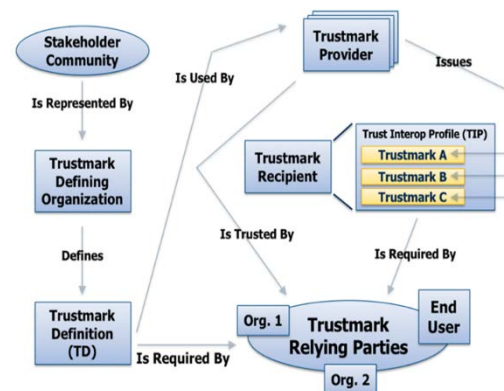 Stakeholder
Community
Is Represented By
Trustmark
Defining
Organization
Defines
Trustmark
Definition
(TD)
Is Used By
Is Required By
Trustmark
Provider
Issues
Trustmark
Recipient
Trust Interop Profile (TIP)
Trustmark A
Trustmark B
Trustmark C
Is Trusted By
Is Required By
Org. 1
Trustmark
Relying Parties
End
User
Org. 2